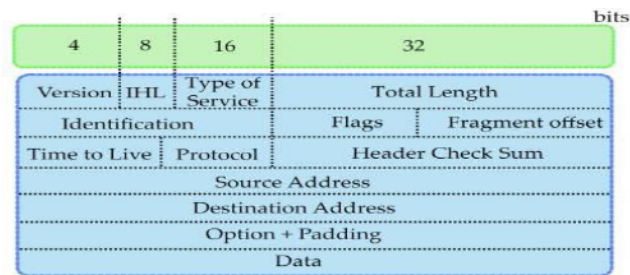 bits
4 8 16 32
Version IHL Type of Service Total Length
Identification Flags Fragment offset
Time to Live Protocol Header Check Sum
Source Address
Destination Address
Option + Padding
Data